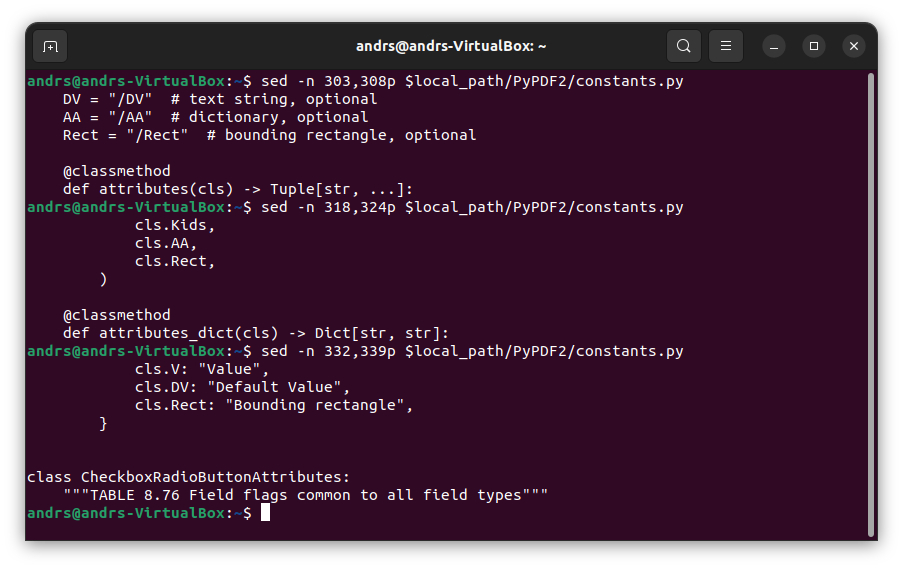 andrs@andrs-VirtualBox: ~
andrs@andrs-VirtualBox:~$ sed -n 303,308p $local_path/PyPDF2/constants.py
    DV = "/DV"  # text string, optional
    AA = "/AA"  # dictionary, optional
    Rect = "/Rect"  # bounding rectangle, optional

    @classmethod
    def attributes(cls) -> Tuple[str, ...]:
andrs@andrs-VirtualBox:~$ sed -n 318,324p $local_path/PyPDF2/constants.py
            cls.Kids,
            cls.AA,
            cls.Rect,
        )

    @classmethod
    def attributes_dict(cls) -> Dict[str, str]:
andrs@andrs-VirtualBox:~$ sed -n 332,339p $local_path/PyPDF2/constants.py
            cls.V: "Value",
            cls.DV: "Default Value",
            cls.Rect: "Bounding rectangle",
        }


class CheckboxRadioButtonAttributes:
    """TABLE 8.76 Field flags common to all field types"""
andrs@andrs-VirtualBox:~$